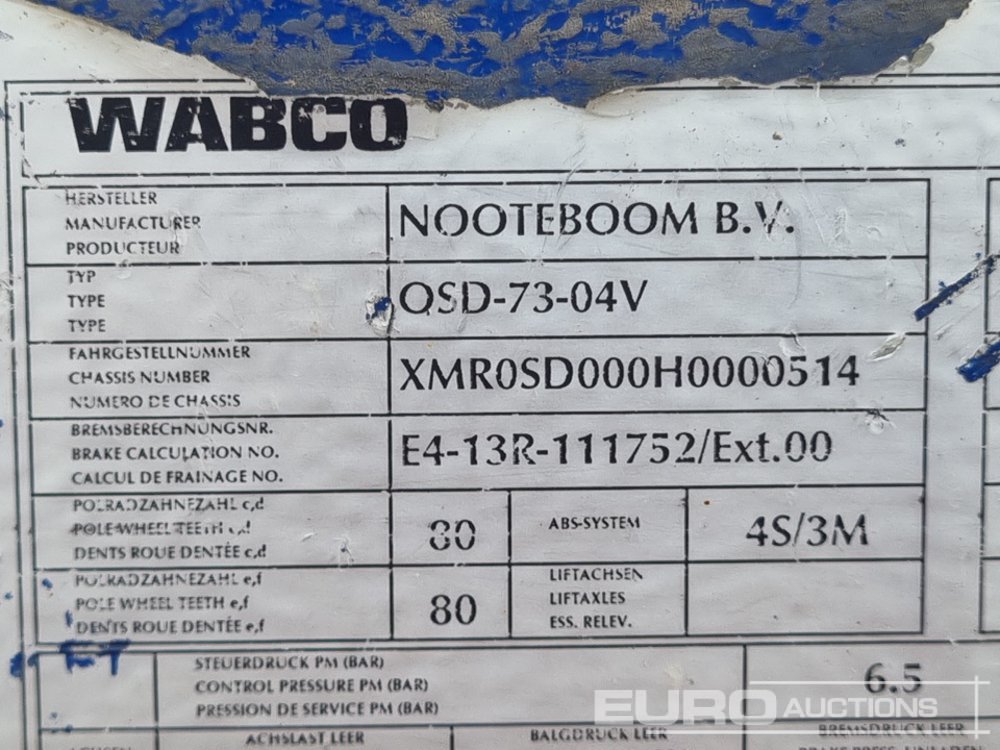 WABCO
HERSTELLER
MANUFACTURER
PRODUCTEUR
NOOTEBOOM B.V.
TYP
TYPE
TYPE
OSD-73-04V
FAHRGESTELLNUMMER
CHASSIS NUMBER
NUMERO DE CHASSIS
XMR0SD000H0000514
BREMSBERECHNUNGSNR.
BRAKE CALCULATION NO.
CALCUL DE FRAINAGE NO.
E4-13R-111752/Ext.00
POLRADZAHNEZAHL c,d
POLE WHEEL TEETH c,d
DENTS ROUE DENTÉE c,d
80
ABS-SYSTEM
4S/3M
POLRADZAHNEZAHL e,f
POLE WHEEL TEETH e,f
DENTS ROUE DENTÉE e,f
80
LIFTACHSEN
LIFTAXLES
ESS. RELEV.
STEUERDRUCK PM (BAR)
CONTROL PRESSURE PM (BAR)
PRESSION DE SERVICE PM (BAR)
6.5
EURO AUCTIONS
ACHSEN
ACHSLAST LEER
BALGDRUCK LEER
BREMSDRUCK LEER